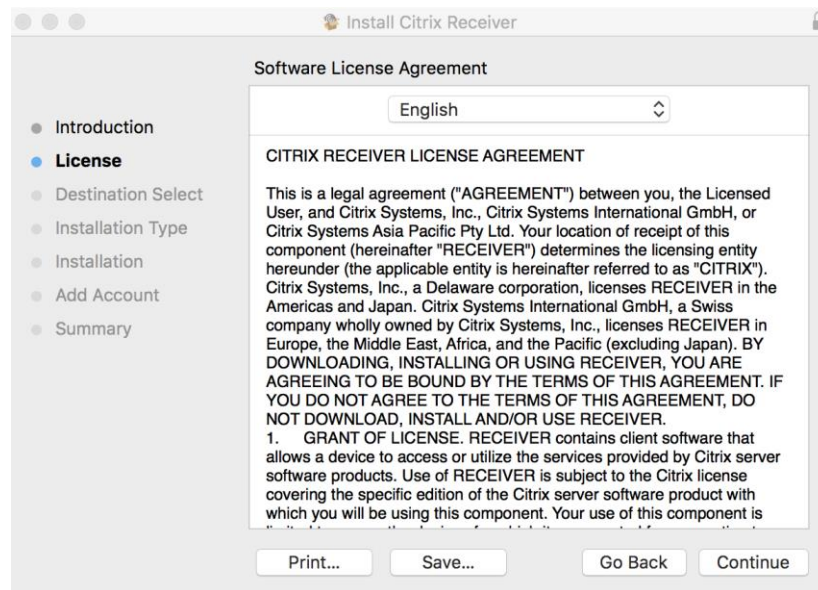 Install Citrix Receiver
Software License Agreement
Introduction
License
Destination Select
Installation Type
Installation
Add Account
Summary
English
CITRIX RECEIVER LICENSE AGREEMENT
This is a legal agreement ("AGREEMENT") between you, the Licensed
User, and Citrix Systems, Inc., Citrix Systems International GmbH, or
Citrix Systems Asia Pacific Pty Ltd. Your location of receipt of this
component (hereinafter "RECEIVER") determines the licensing entity
hereunder (the applicable entity is hereinafter referred to as "CITRIX").
Citrix Systems, Inc., a Delaware corporation, licenses RECEIVER in the
Americas and Japan. Citrix Systems International GmbH, a Swiss
company wholly owned by Citrix Systems, Inc., licenses RECEIVER in
Europe, the Middle East, Africa, and the Pacific (excluding Japan). BY
DOWNLOADING, INSTALLING OR USING RECEIVER, YOU ARE
AGREEING TO BE BOUND BY THE TERMS OF THIS AGREEMENT. IF
YOU DO NOT AGREE TO THE TERMS OF THIS AGREEMENT, DO
NOT DOWNLOAD, INSTALL AND/OR USE RECEIVER.
1. GRANT OF LICENSE. RECEIVER contains client software that
allows a device to access or utilize the services provided by Citrix server
software products. Use of RECEIVER is subject to the Citrix license
covering the specific edition of the Citrix server software product with
which you will be using this component. Your use of this component is
Print... Save... Go Back Continue